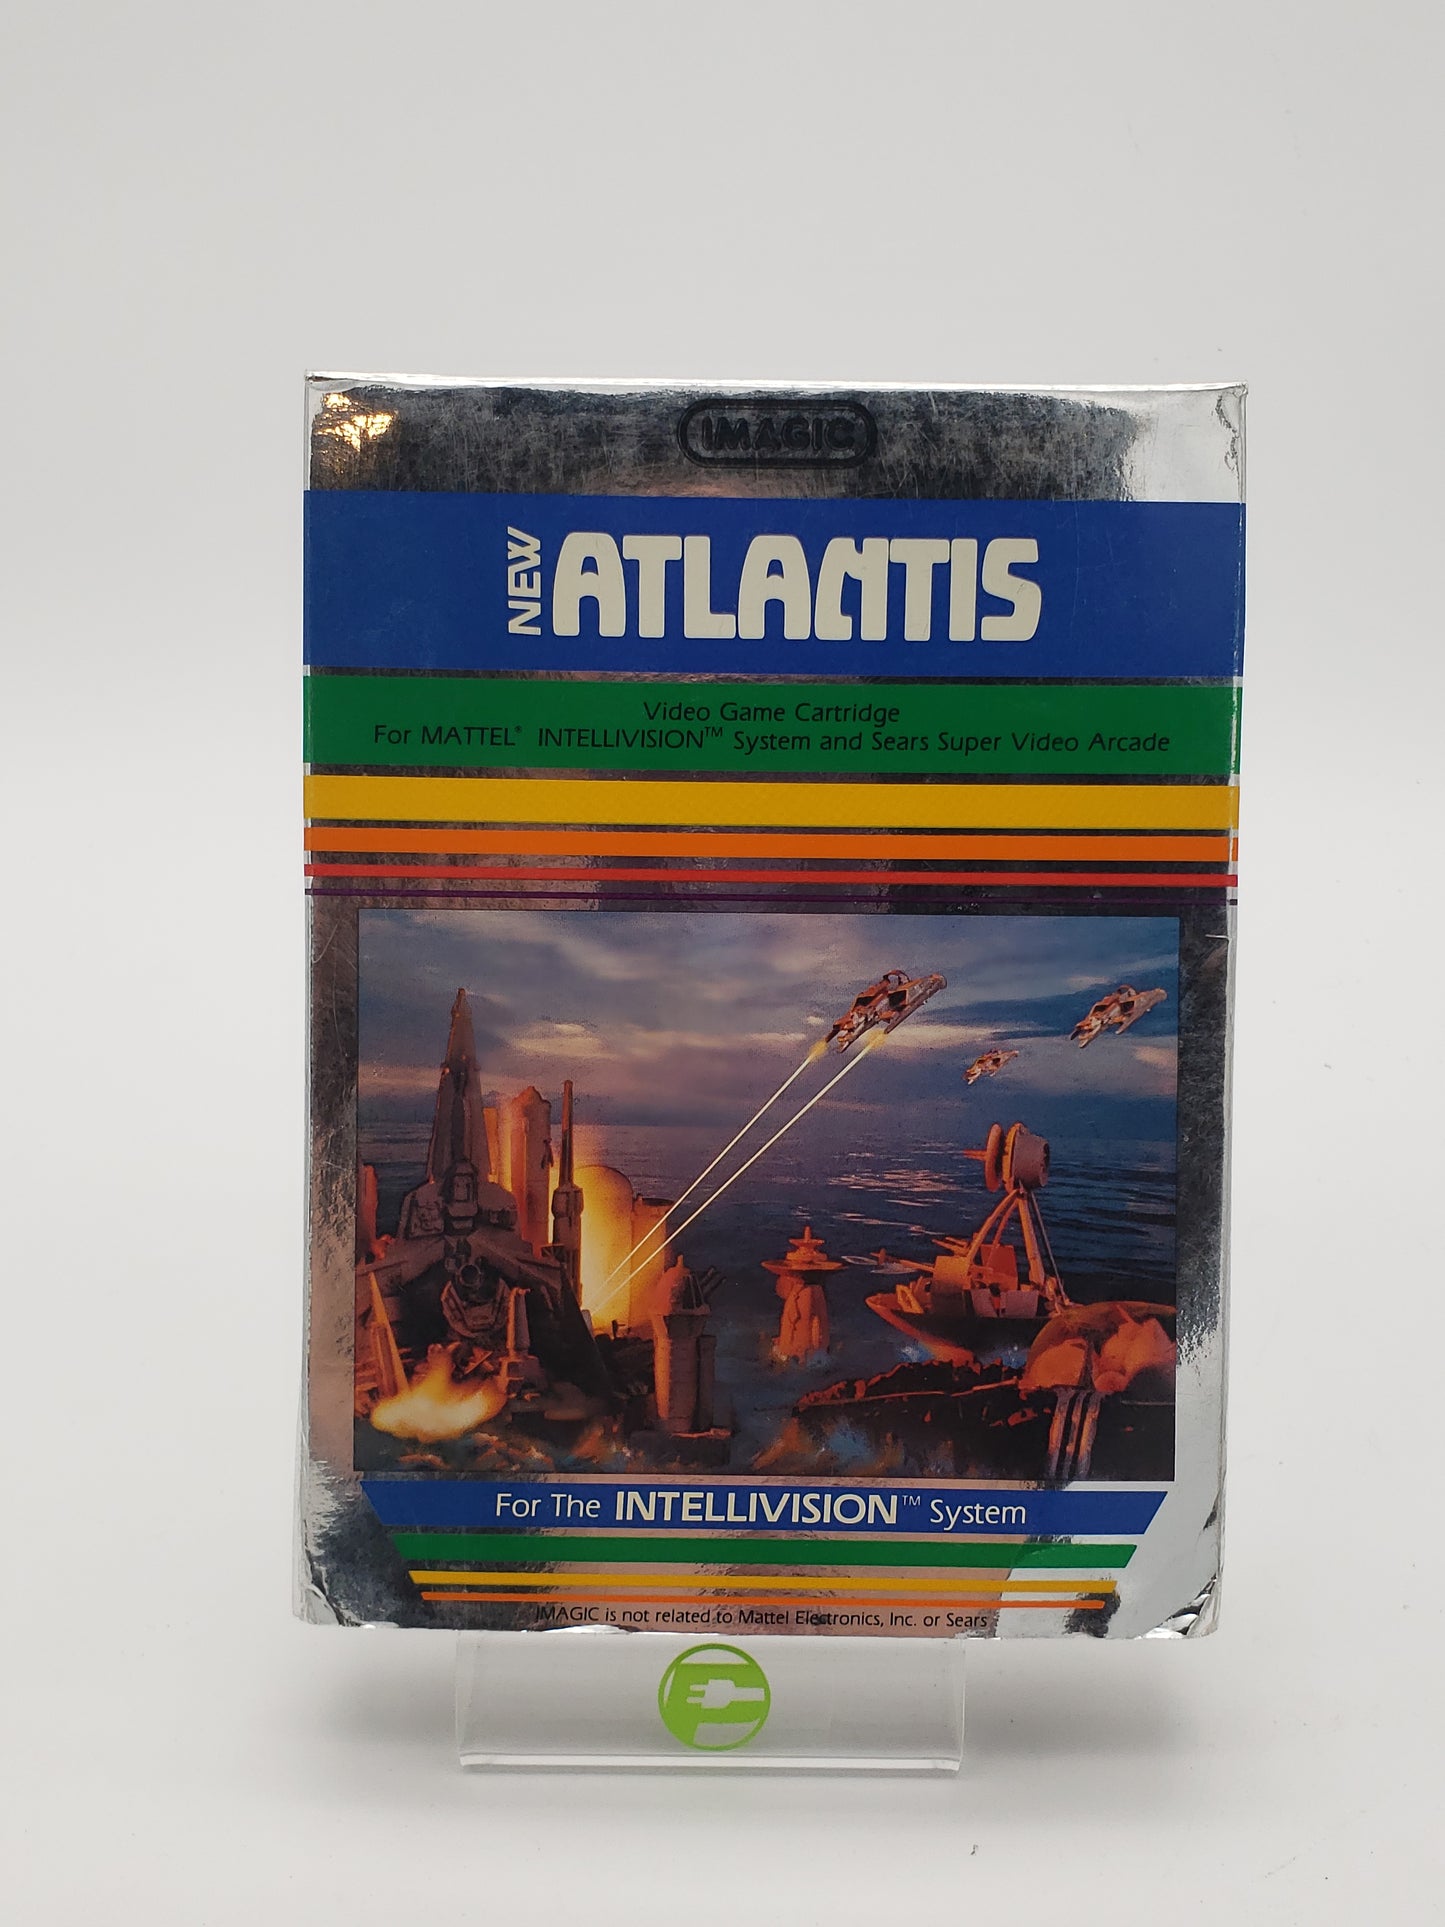 IMAGIC
NEW ATLANTIS
Video Game Cartridge
For MATTEL® INTELLIVISION™ System and Sears Super Video Arcade
For The INTELLIVISION™ System
IMAGIC is not related to Mattel Electronics, Inc. or Sears